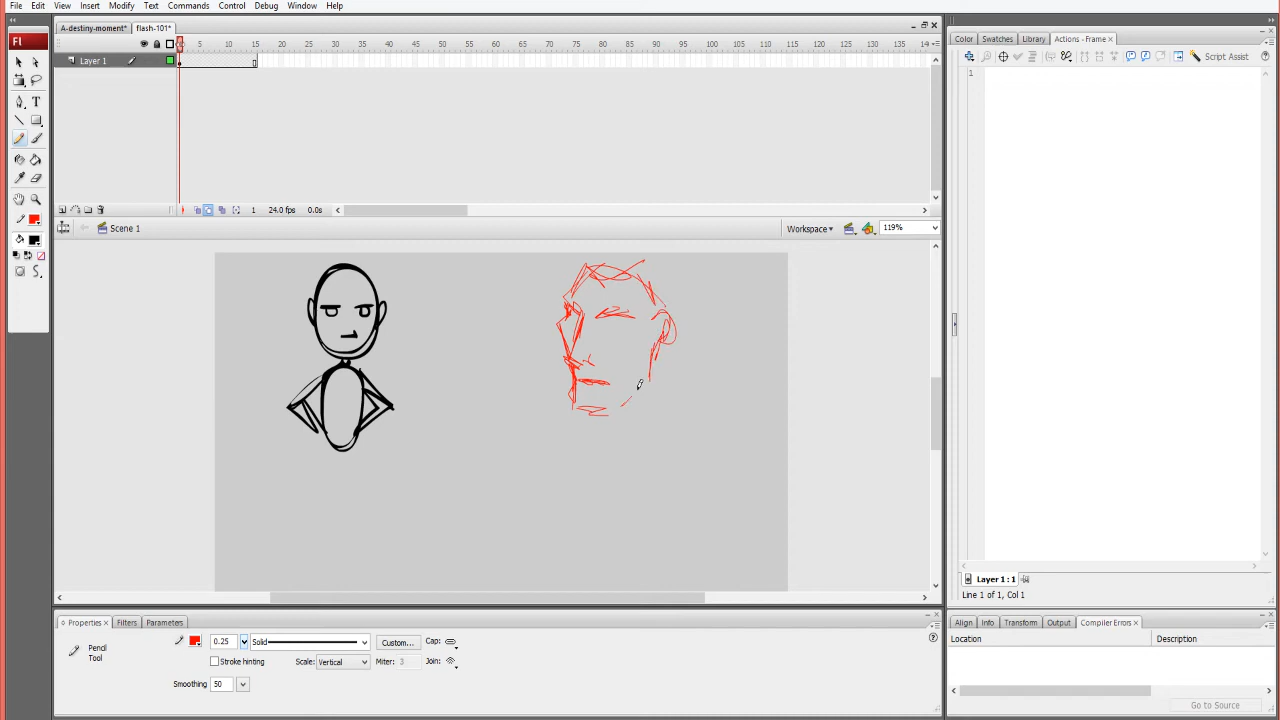 File Edit View Insert Modify Text Commands Control Debug Window Help
A-destiny-moment* flash-101*
Fl
5 10 15 20 25 30 35 40 45 50 55 60 65 70 75 80 85 90 95 100 105 110 115 120 125 130 135 14
Layer 1
1 24.0 fps 0.0s
Scene 1 Workspace 119%
T
Color Swatches Library Actions - Frame ×
Script Assist
1
Layer 1 : 1
Line 1 of 1, Col 1
Properties × Filters Parameters
Pencil Tool
0.25 Solid Custom... Cap:
Stroke hinting Scale: Vertical Miter: 3 Join:
Smoothing 50
Align Info Transform Output Compiler Errors ×
Location Description
Go to Source